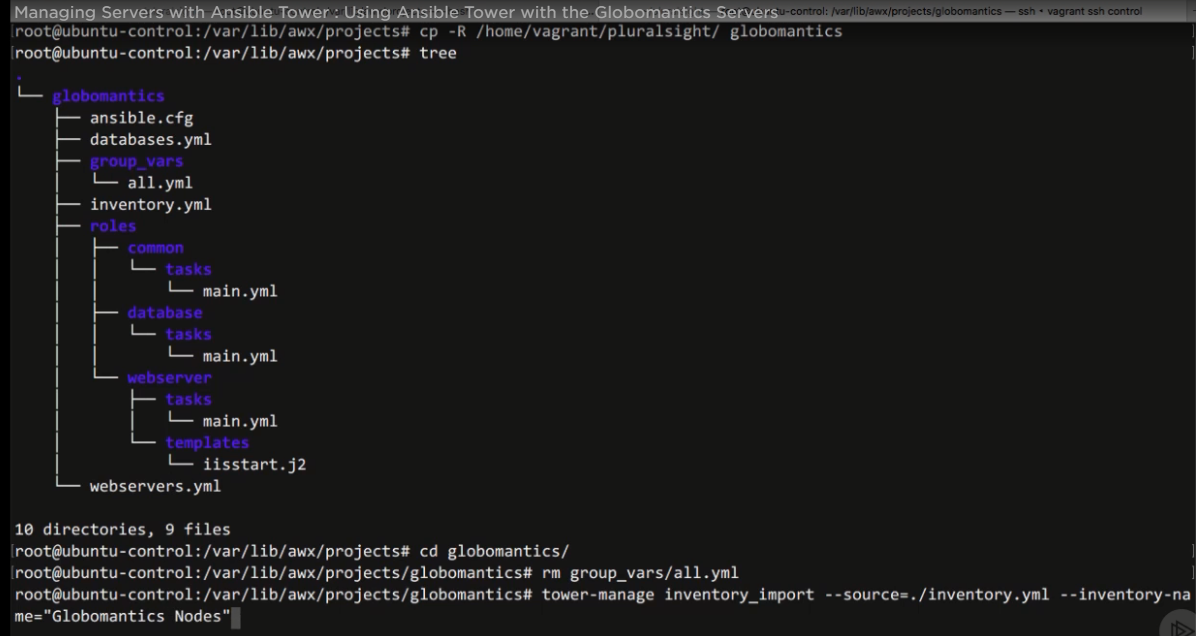 Managing Servers with Ansible Tower : Using Ansible Tower with the Globomantics Servers
-control: /var/lib/awx/projects/globomantics — ssh • vagrant ssh control
root@ubuntu-control:/var/lib/awx/projects# cp -R /home/vagrant/pluralsight/ globomantics
[root@ubuntu-control:/var/lib/awx/projects# tree
.
└── globomantics
    ├── ansible.cfg
    ├── databases.yml
    ├── group_vars
    │   └── all.yml
    ├── inventory.yml
    ├── roles
    │   ├── common
    │   │   └── tasks
    │   │       └── main.yml
    │   ├── database
    │   │   └── tasks
    │   │       └── main.yml
    │   └── webserver
    │       ├── tasks
    │       │   └── main.yml
    │       └── templates
    │           └── iisstart.j2
    └── webservers.yml
10 directories, 9 files
[root@ubuntu-control:/var/lib/awx/projects# cd globomantics/
[root@ubuntu-control:/var/lib/awx/projects/globomantics# rm group_vars/all.yml
root@ubuntu-control:/var/lib/awx/projects/globomantics# tower-manage inventory_import --source=./inventory.yml --inventory-na
me="Globomantics Nodes"